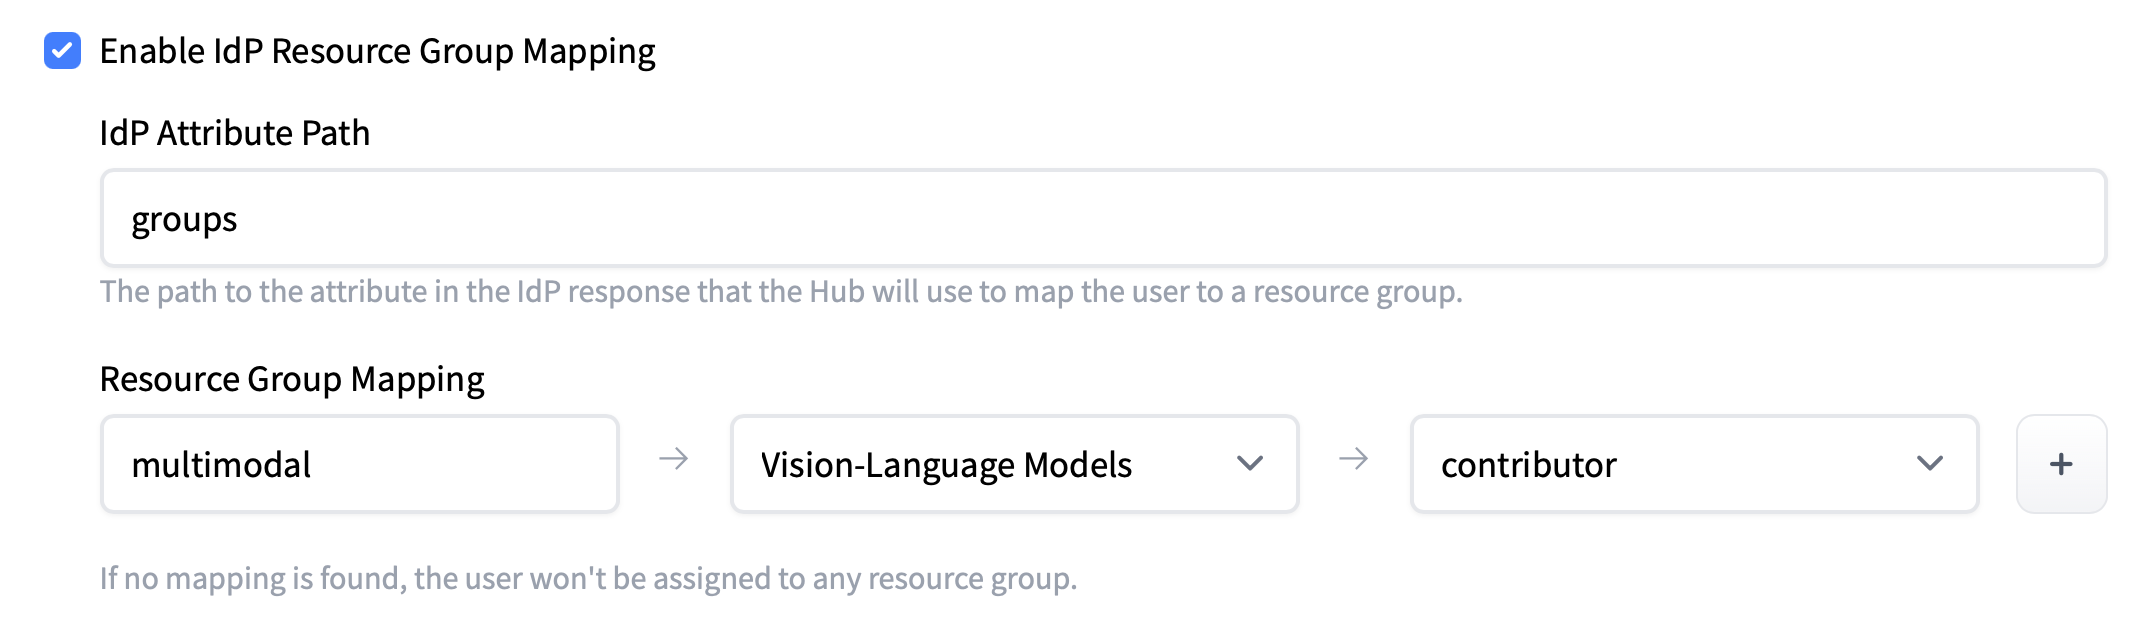 Enable IdP Resource Group Mapping
IdP Attribute Path
groups
The path to the attribute in the IdP response that the Hub will use to map the user to a resource group.
Resource Group Mapping
multimodal → Vision-Language Models → contributor +
If no mapping is found, the user won't be assigned to any resource group.